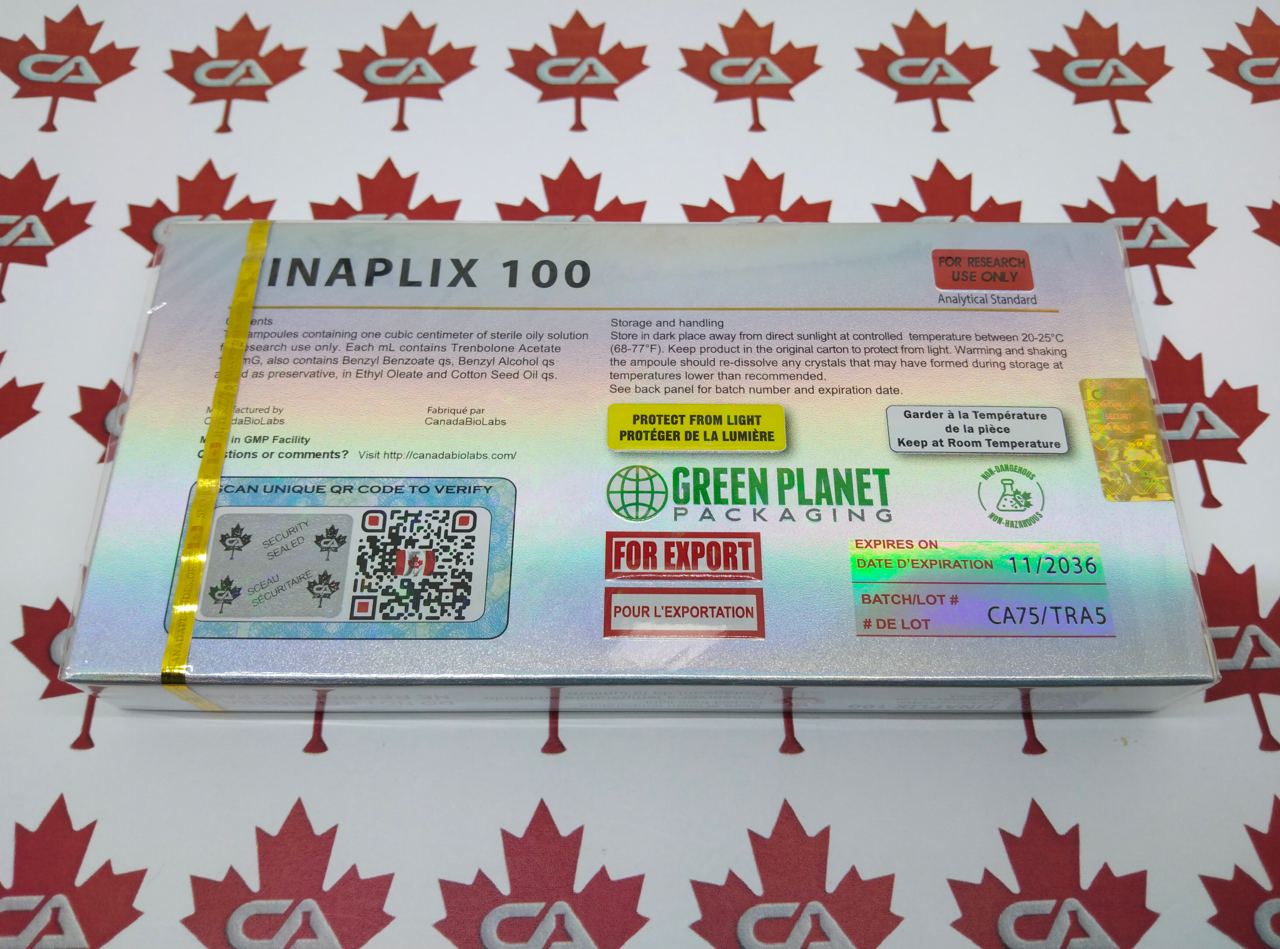 INAPLIX 100
FOR RESEARCH
USE ONLY
Analytical Standard
ampoules containing one cubic centimeter of sterile oily solution
research use only. Each mL contains Trenbolone Acetate
mG, also contains Benzyl Benzoate qs, Benzyl Alcohol qs
as preservative, in Ethyl Oleate and Cotton Seed Oil qs.
Manufactured by
CanadaBioLabs
Fabriqué par
CanadaBioLabs
in GMP Facility
Questions or comments? Visit http://canadabiolabs.com/
SCAN UNIQUE QR CODE TO VERIFY
SECURITY
SEALED
SCEAU
SÉCURITAIRE
Storage and handling
Store in dark place away from direct sunlight at controlled temperature between 20-25°C
(68-77°F). Keep product in the original carton to protect from light. Warming and shaking
the ampoule should re-dissolve any crystals that may have formed during storage at
temperatures lower than recommended.
See back panel for batch number and expiration date.
PROTECT FROM LIGHT
PROTÉGER DE LA LUMIÈRE
Garder à la Température
de la pièce
Keep at Room Temperature
GREEN PLANET
PACKAGING
NON-DANGEROUS
NON-HAZARDOUS
FOR EXPORT
POUR L'EXPORTATION
EXPIRES ON
DATE D'EXPIRATION 11/2036
BATCH/LOT #
# DE LOT CA75/TRA5
CA